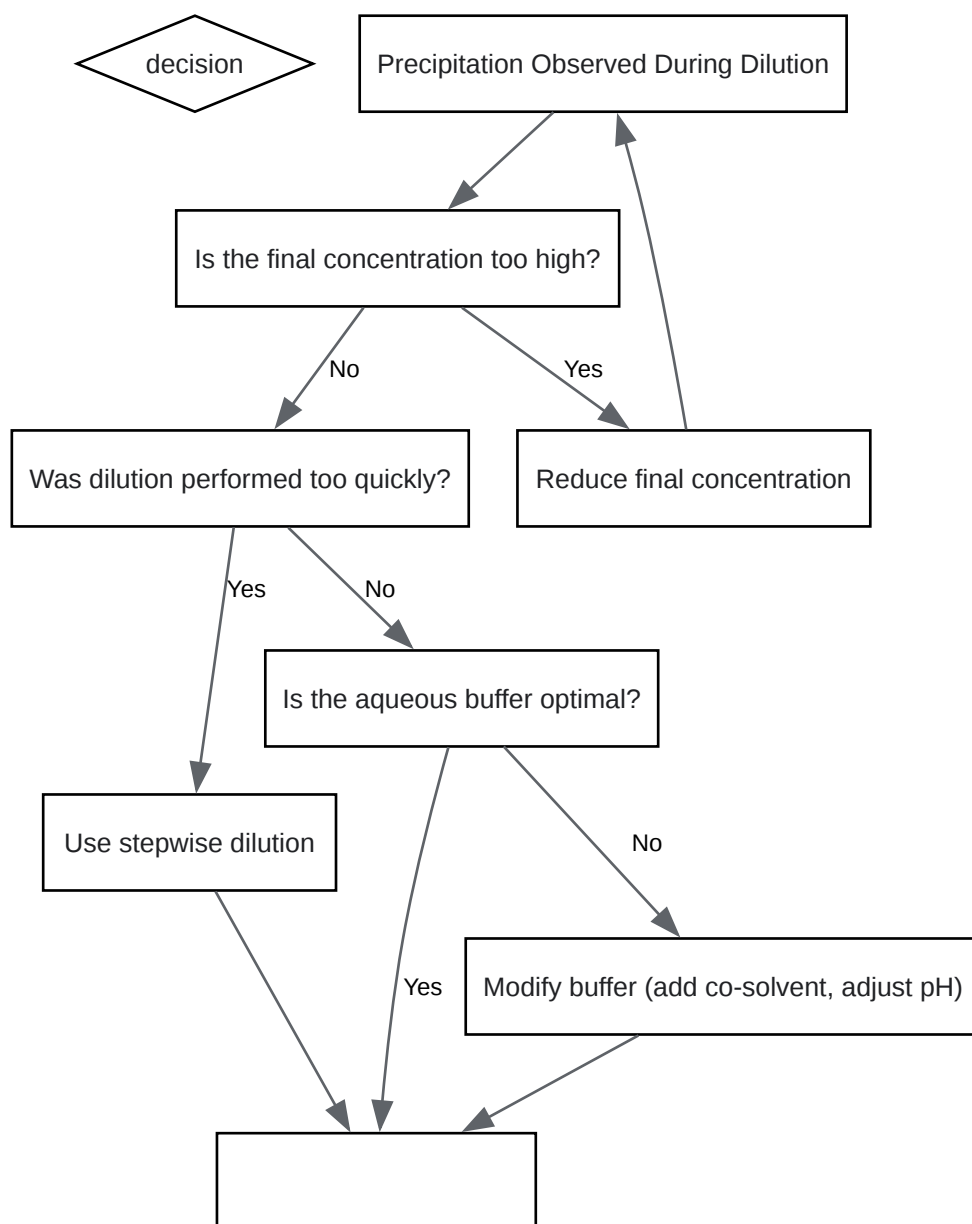 decision
Precipitation Observed During Dilution
Is the final concentration too high?
No
Yes
Was dilution performed too quickly?
Reduce final concentration
Yes
No
Is the aqueous buffer optimal?
Use stepwise dilution
No
Yes
Modify buffer (add co-solvent, adjust pH)